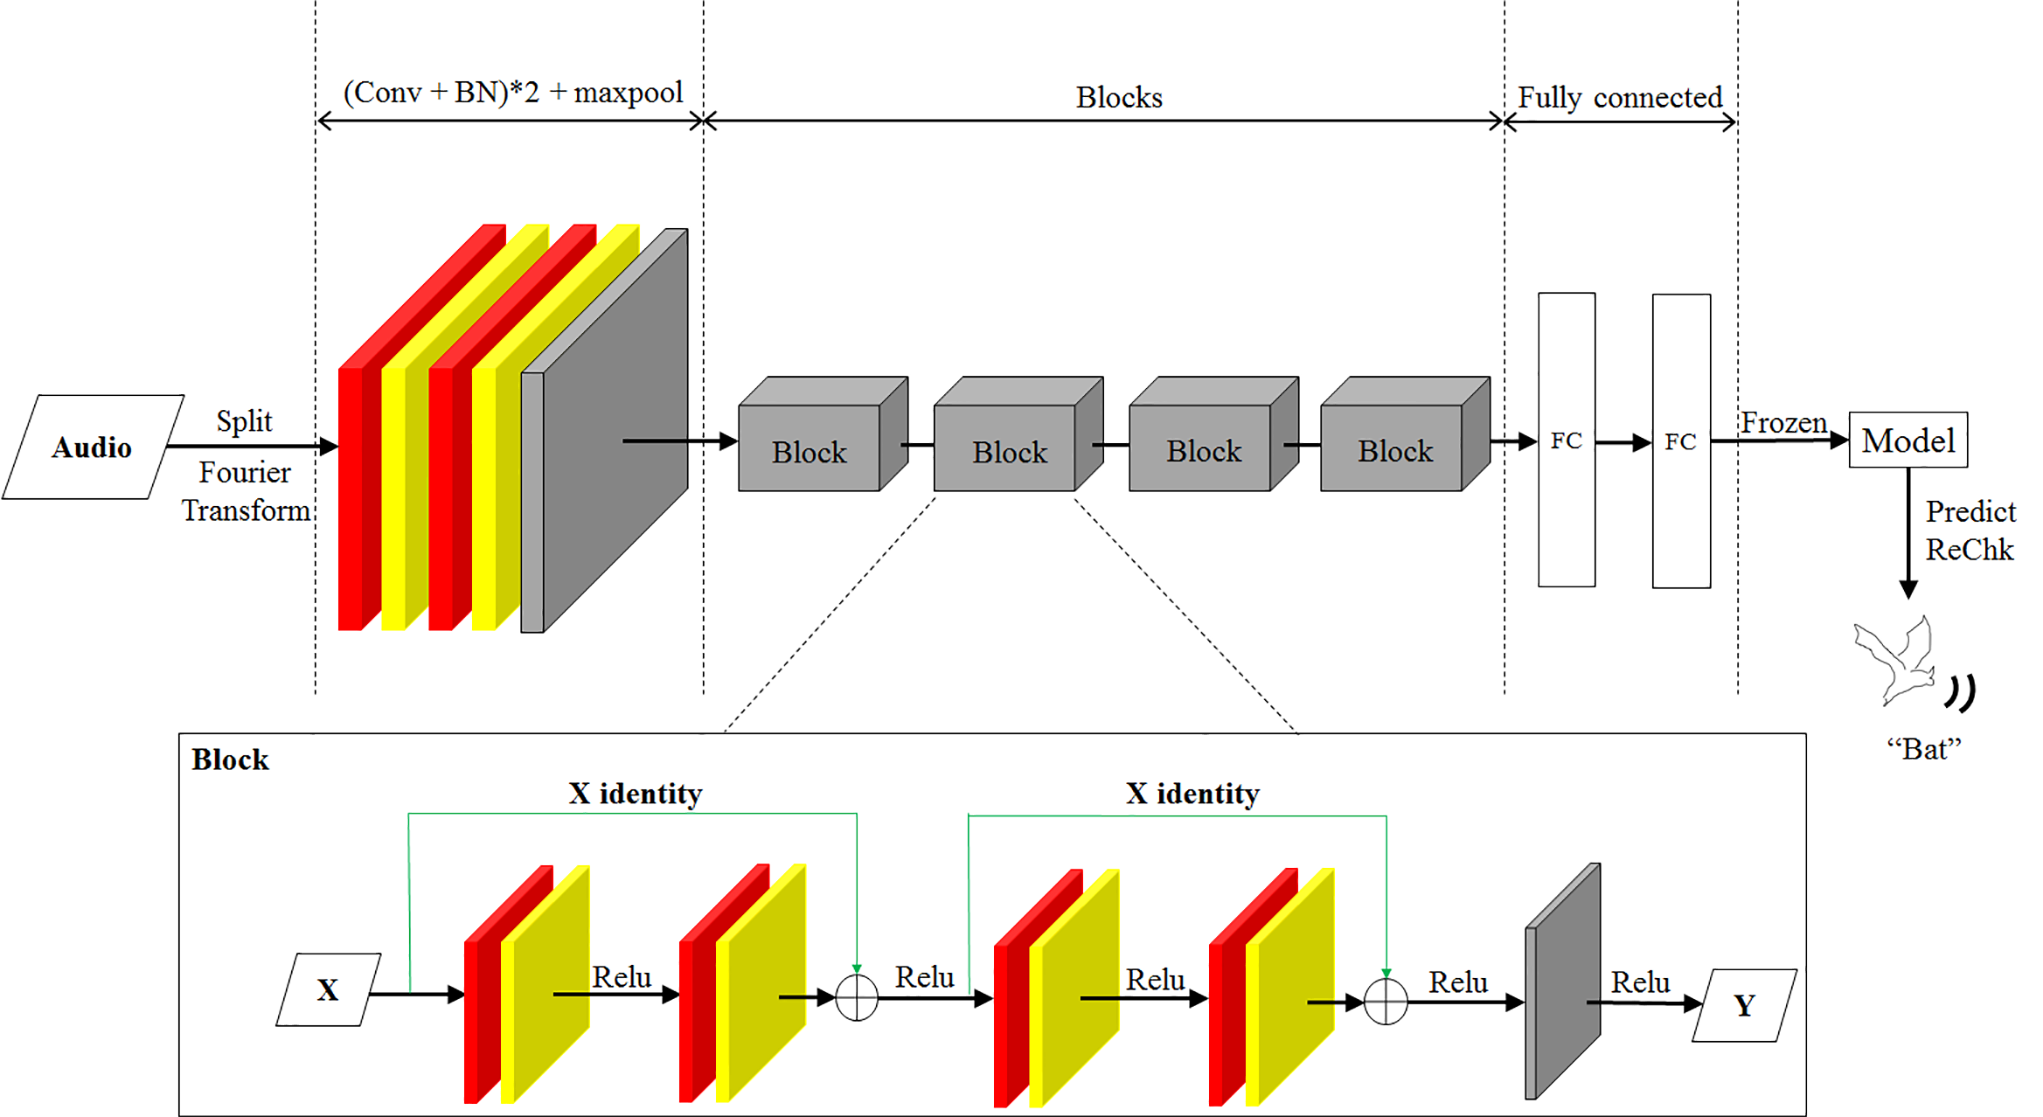 (Conv + BN)*2 + maxpool
Blocks
Fully connected
Audio
Split
Fourier
Transform
Block
Block
Block
Block
FC
FC
Frozen
Model
Predict
ReChk
“Bat”
Block
X identity
X identity
X
Relu
Relu
Relu
Relu
Relu
Y